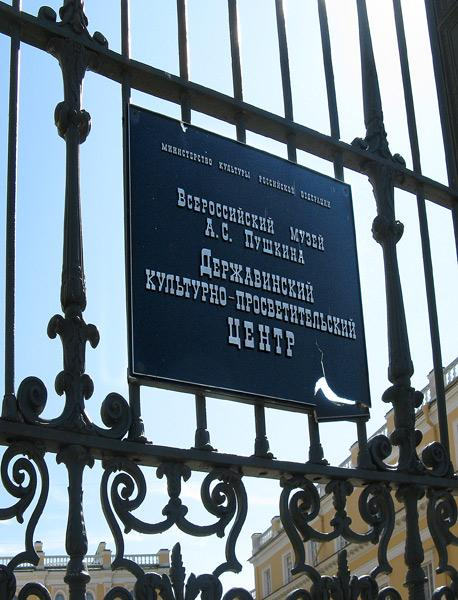 МИНИСТЕРСТВО КУЛЬТУРЫ РОССИЙСКОЙ ФЕДЕРАЦИИ
ВСЕРОССИЙСКИЙ МУЗЕЙ
А.С. ПУШКИНА
ДЕРЖАВИНСКИЙ
КУЛЬТУРНО-ПРОСВЕТИТЕЛЬСКИЙ
ЦЕНТР